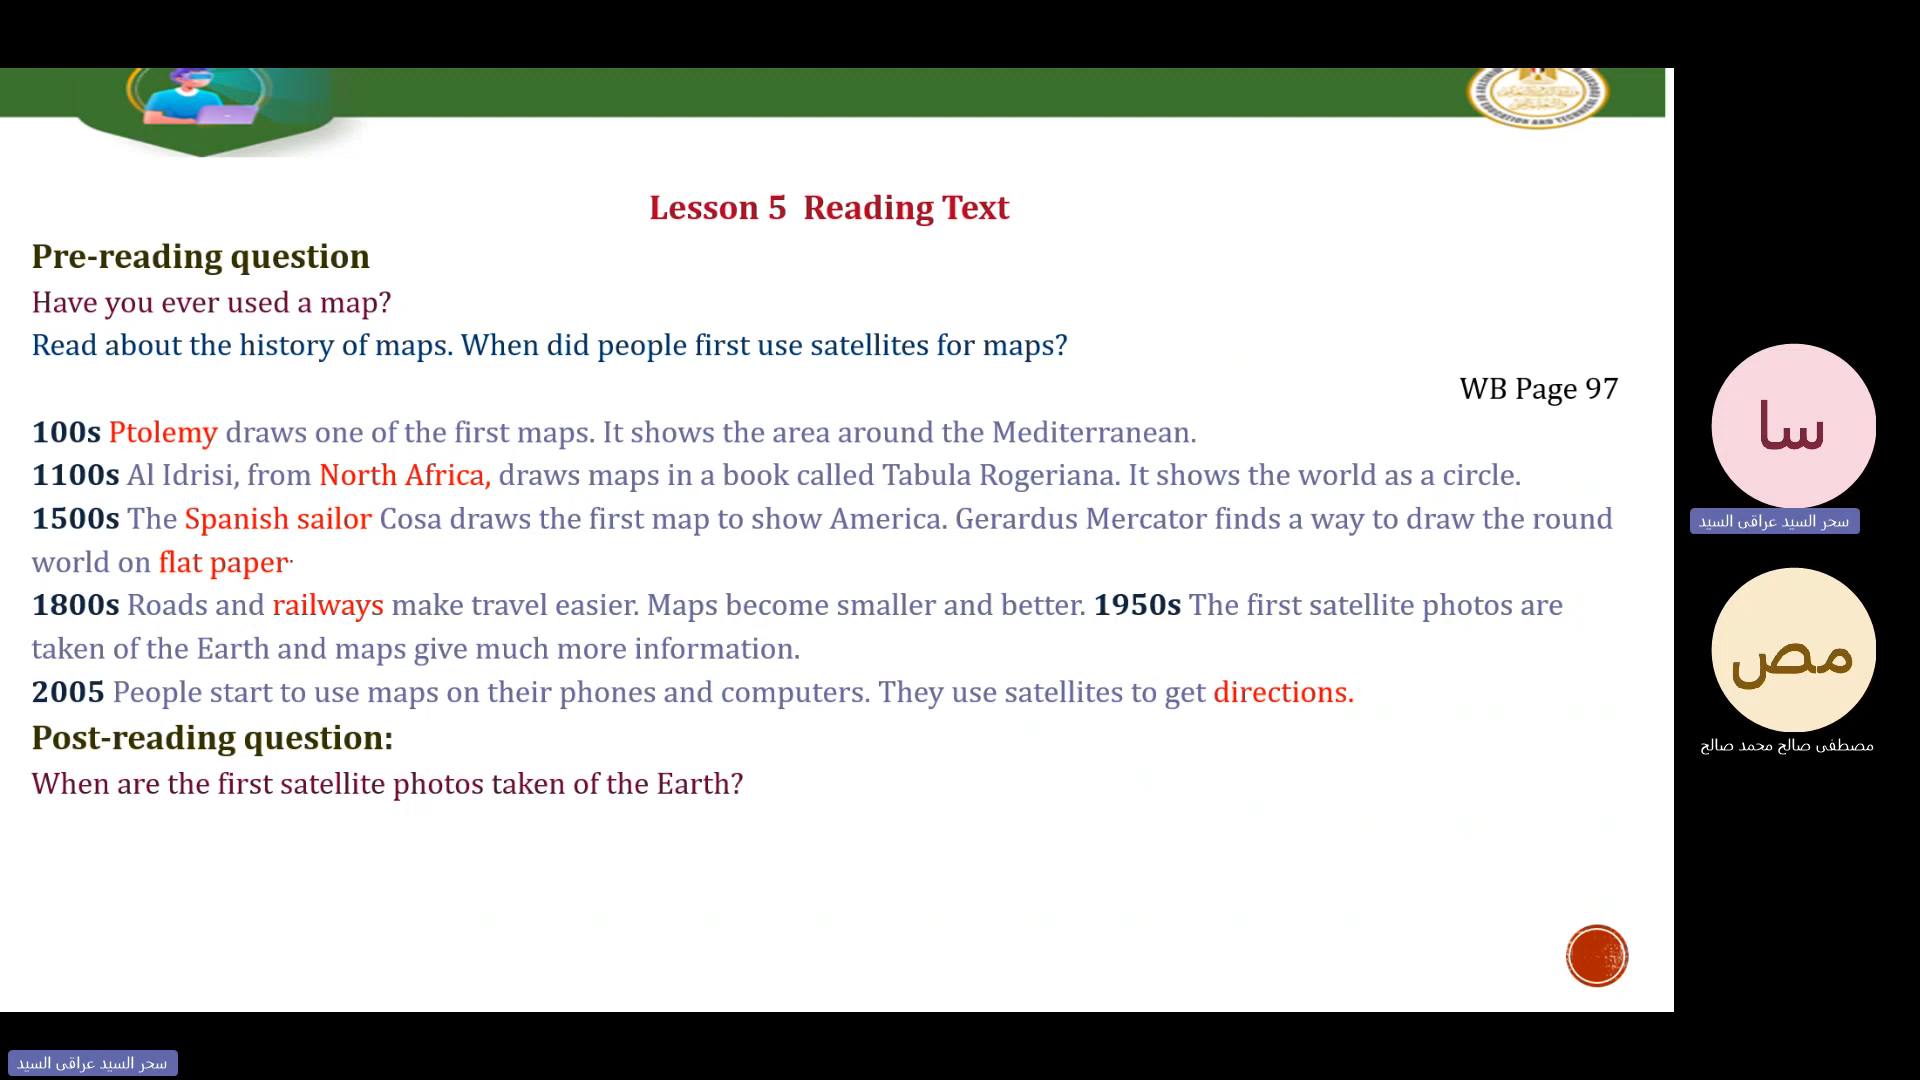 Lesson 5 Reading Text
Pre-reading question
Have you ever used a map?
Read about the history of maps. When did people first use satellites for maps?
WB Page 97
100s Ptolemy draws one of the first maps. It shows the area around the Mediterranean.
1100s Al Idrisi, from North Africa, draws maps in a book called Tabula Rogeriana. It shows the world as a circle.
1500s The Spanish sailor Cosa draws the first map to show America. Gerardus Mercator finds a way to draw the round
world on flat paper.
1800s Roads and railways make travel easier. Maps become smaller and better. 1950s The first satellite photos are
taken of the Earth and maps give much more information.
2005 People start to use maps on their phones and computers. They use satellites to get directions.
Post-reading question:
When are the first satellite photos taken of the Earth?
سا
سحر السيد عراقى السيد
مص
مصطفى صالح محمد صالح
سحر السيد عراقى السيد